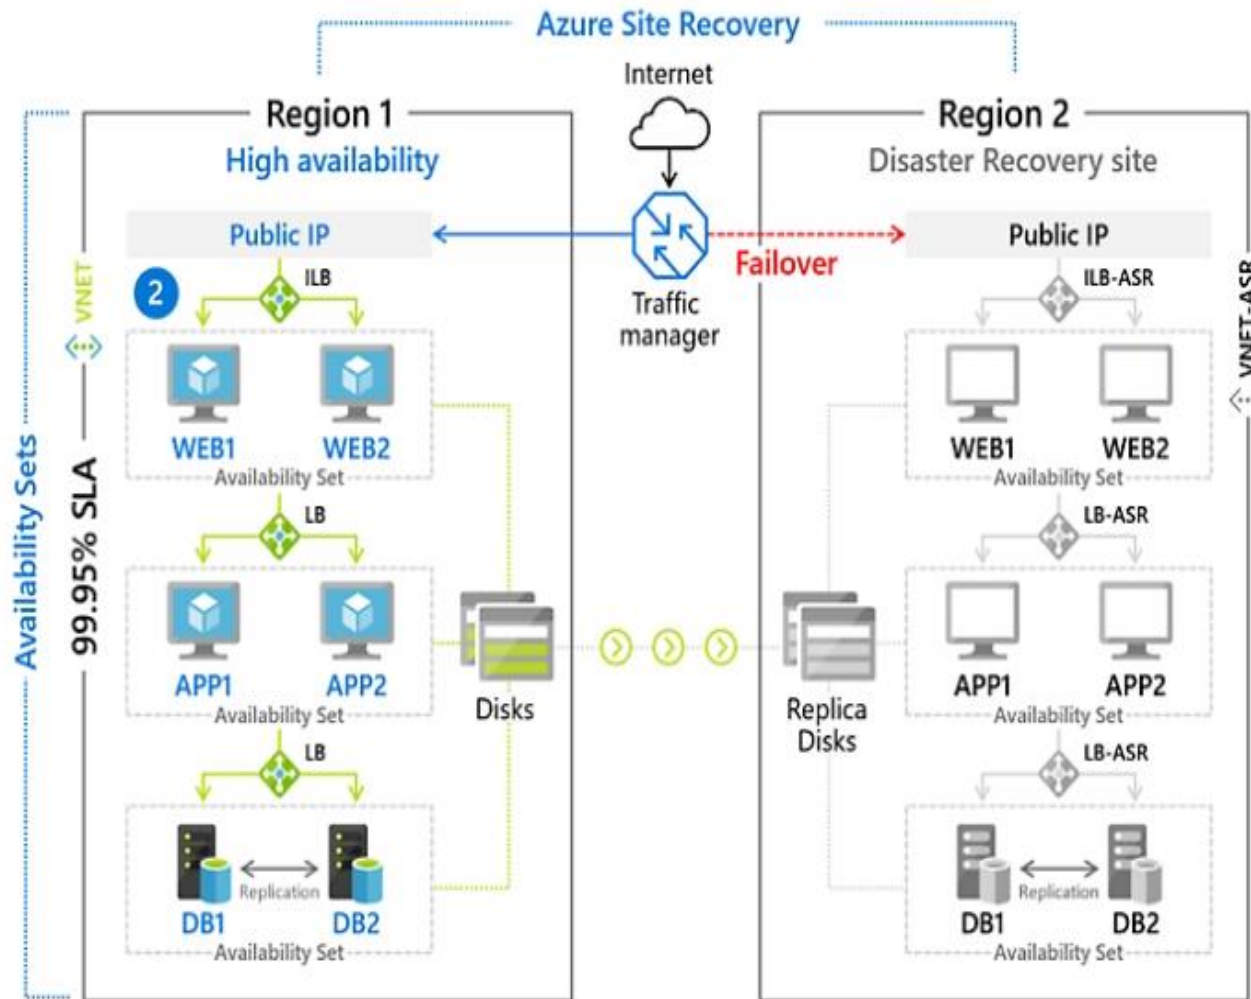 Azure Site Recovery
Internet
Region 1
High availability
Region 2
Disaster Recovery site
Public IP
Failover
Public IP
Traffic
manager
2
ILB
ILB-ASR
VNET
VNET-ASR
WEB1
WEB2
Availability Set
WEB1
WEB2
Availability Set
Availability Sets
99.95% SLA
LB
LB-ASR
APP1
APP2
Availability Set
Disks
Replica
Disks
APP1
APP2
Availability Set
LB
LB-ASR
Replication
DB1
DB2
Availability Set
Replication
DB1
DB2
Availability Set